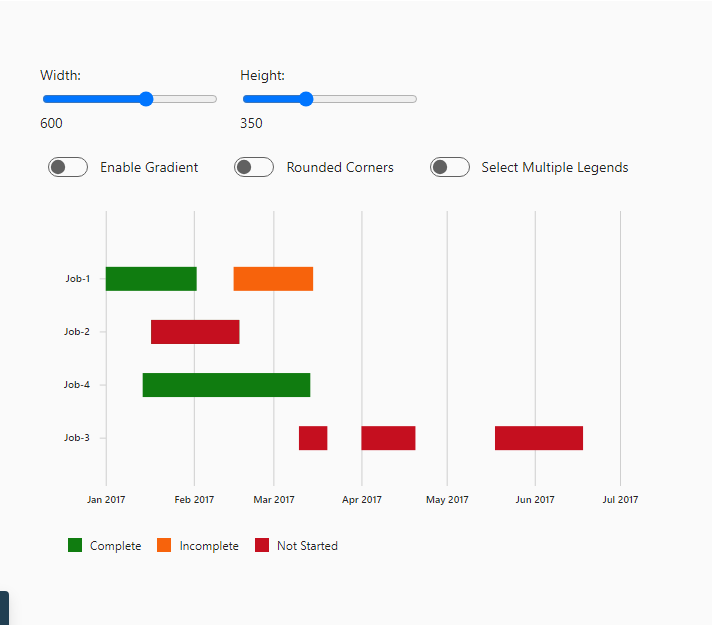 Width: Height:
600 350
Enable Gradient Rounded Corners Select Multiple Legends
Job-1
Job-2
Job-4
Job-3
Jan 2017 Feb 2017 Mar 2017 Apr 2017 May 2017 Jun 2017 Jul 2017
Complete Incomplete Not Started